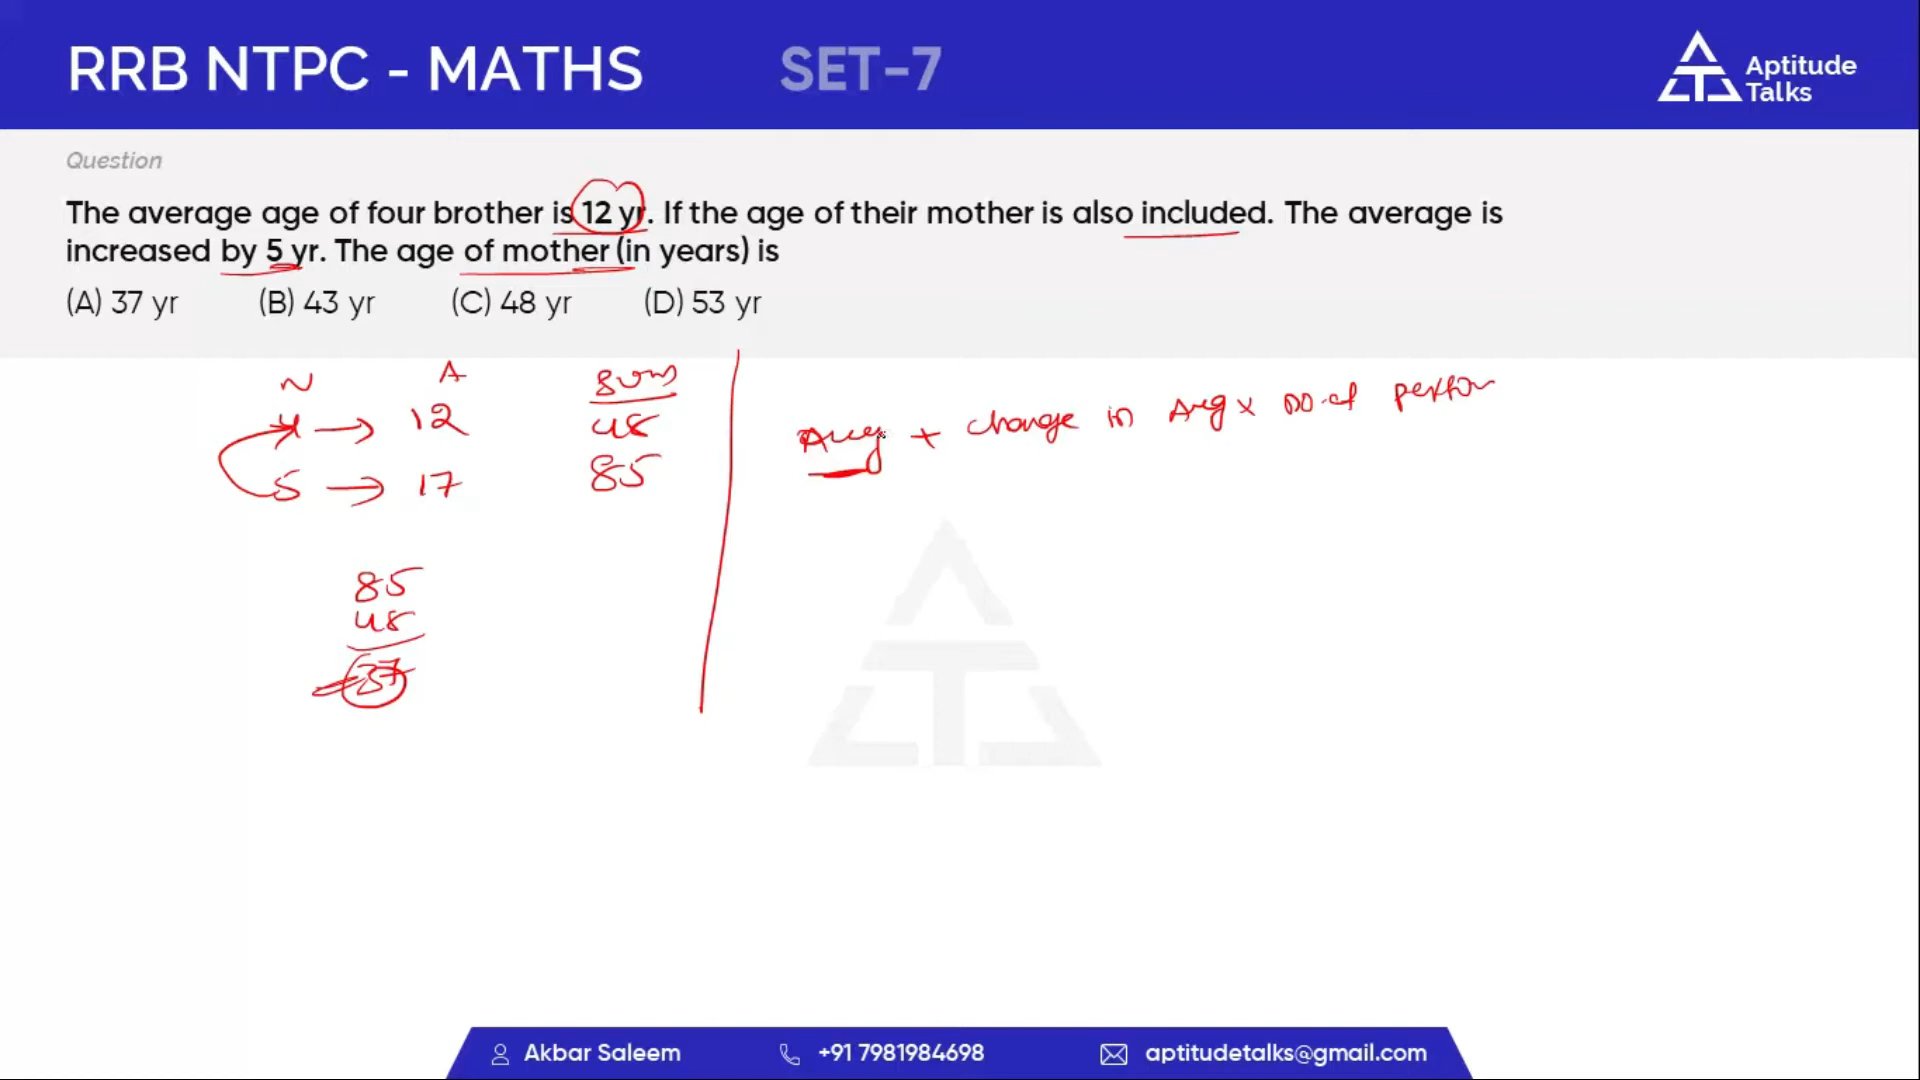 RRB NTPC - MATHS SET-7
Aptitude
Talks
Question
The average age of four brother is 12 yr. If the age of their mother is also included. The average is
increased by 5 yr. The age of mother (in years) is
(A) 37 yr (B) 43 yr (C) 48 yr (D) 53 yr
N A Sum
4 → 12 48
5 → 17 85
85
48
37
Avg + change in Avg x no.of person
Akbar Saleem +91 7981984698 aptitudetalks@gmail.com